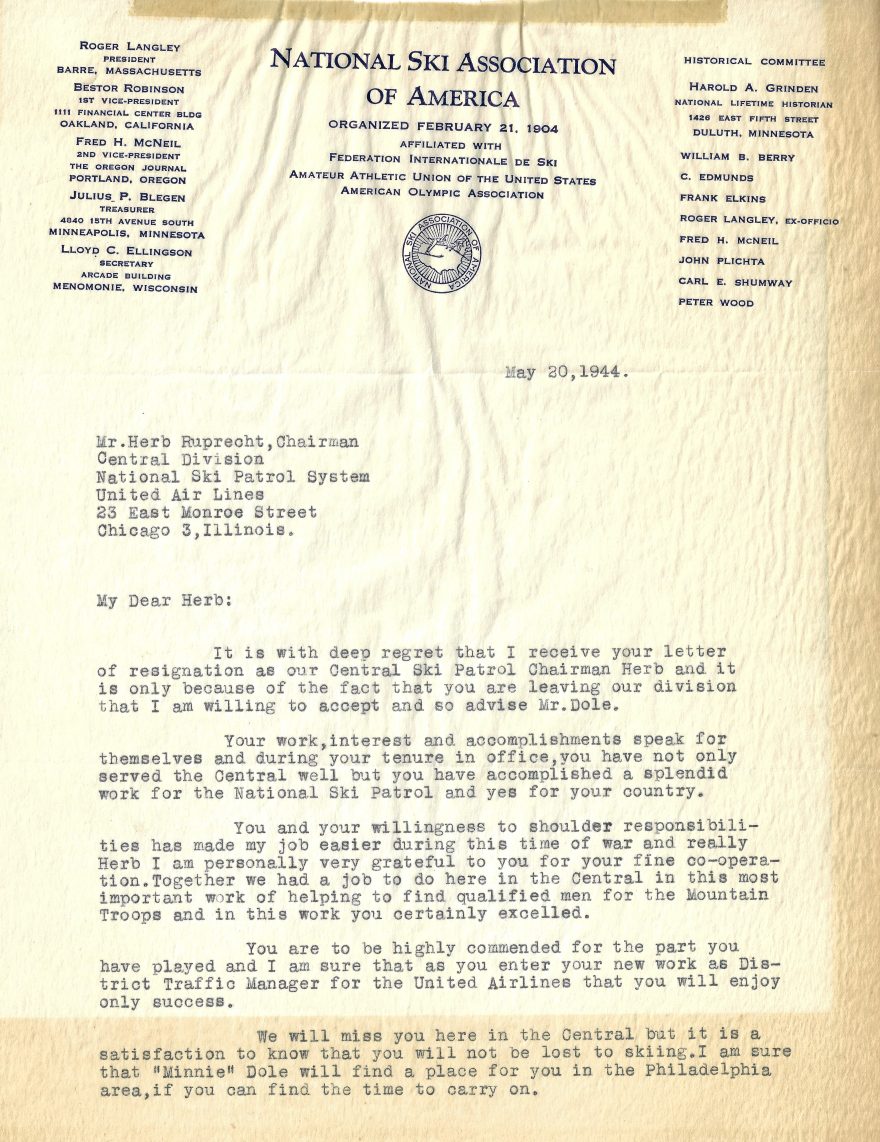 ROGER LANGLEY
PRESIDENT
BARRE, MASSACHUSETTS
BESTOR ROBINSON
1ST VICE-PRESIDENT
1111 FINANCIAL CENTER BLDG
OAKLAND, CALIFORNIA
FRED H. McNEIL
2ND VICE-PRESIDENT
THE OREGON JOURNAL
PORTLAND, OREGON
JULIUS P. BLEGEN
TREASURER
4840 15TH AVENUE SOUTH
MINNEAPOLIS, MINNESOTA
LLOYD C. ELLINGSON
SECRETARY
ARCADE BUILDING
MENOMONIE, WISCONSIN
NATIONAL SKI ASSOCIATION
OF AMERICA
ORGANIZED FEBRUARY 21, 1904
AFFILIATED WITH
FEDERATION INTERNATIONALE DE SKI
AMATEUR ATHLETIC UNION OF THE UNITED STATES
AMERICAN OLYMPIC ASSOCIATION
NATIONAL SKI ASSOCIATION OF AMERICA
HISTORICAL COMMITTEE
HAROLD A. GRINDEN
NATIONAL LIFETIME HISTORIAN
1426 EAST FIFTH STREET
DULUTH, MINNESOTA
WILLIAM B. BERRY
C. EDMUNDS
FRANK ELKINS
ROGER LANGLEY, EX-OFFICIO
FRED H. McNEIL
JOHN PLICHTA
CARL E. SHUMWAY
PETER WOOD
May 20,1944.
Mr.Herb Ruprecht,Chairman
Central Division
National Ski Patrol System
United Air Lines
23 East Monroe Street
Chicago 3,Illinois.
My Dear Herb:
It is with deep regret that I receive your letter
of resignation as our Central Ski Patrol Chairman Herb and it
is only because of the fact that you are leaving our division
that I am willing to accept and so advise Mr.Dole.
Your work,interest and accomplishments speak for
themselves and during your tenure in office,you have not only
served the Central well but you have accomplished a splendid
work for the National Ski Patrol and yes for your country.
You and your willingness to shoulder responsibili-
ties has made my job easier during this time of war and really
Herb I am personally very grateful to you for your fine co-opera-
tion.Together we had a job to do here in the Central in this most
important work of helping to find qualified men for the Mountain
Troops and in this work you certainly excelled.
You are to be highly commended for the part you
have played and I am sure that as you enter your new work as Dis-
trict Traffic Manager for the United Airlines that you will enjoy
only success.
We will miss you here in the Central but it is a
satisfaction to know that you will not be lost to skiing.I am sure
that "Minnie" Dole will find a place for you in the Philadelphia
area,if you can find the time to carry on.